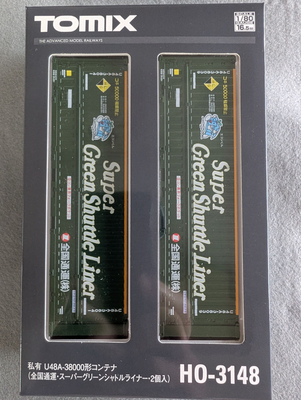 TOMIX
THE ADVANCED MODEL RAILWAYS
1/80
16.5mm
Super
Green Shuttle Liner
全国通運(株)
Super
Green Shuttle Liner
全国通運(株)
私有 U48A-38000形コンテナ
(全国通運・スーパーグリーンシャトルライナー・2個入)
HO-3148